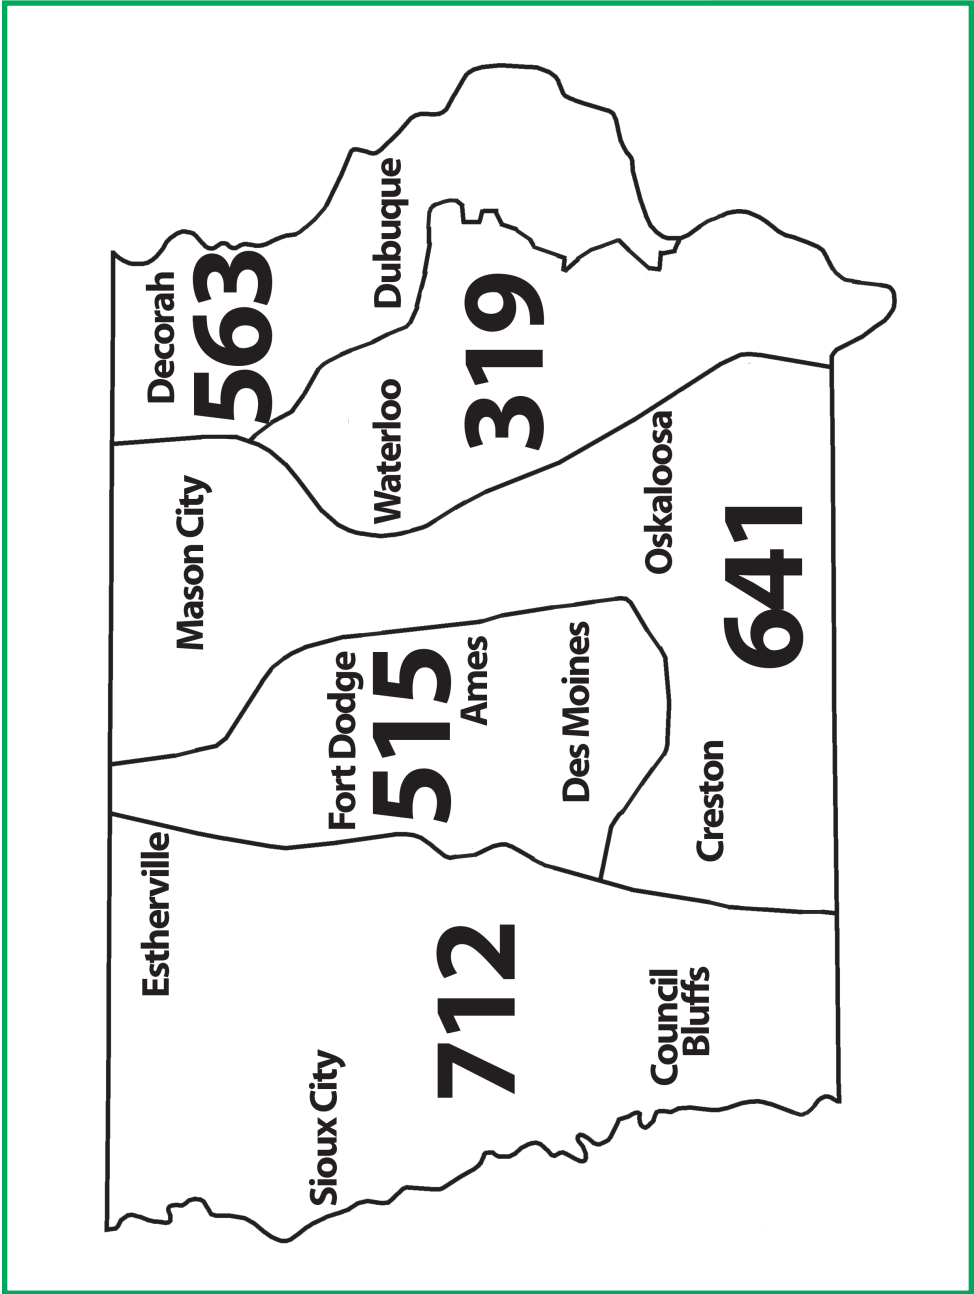 Estherville
Mason City
Decorah
563
Sioux City
Fort Dodge
515
Ames
Waterloo
Dubuque
712
319
Des Moines
Council
Bluffs
Creston
Oskaloosa
641